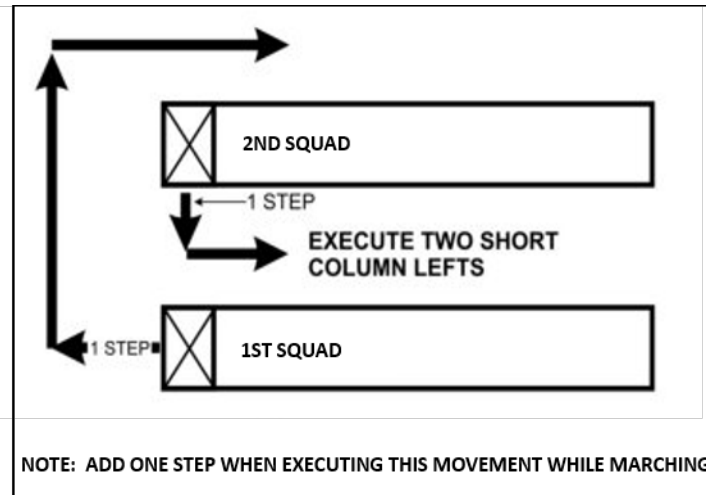 2ND SQUAD
1 STEP
EXECUTE TWO SHORT
COLUMN LEFTS
1 STEP
1ST SQUAD
NOTE: ADD ONE STEP WHEN EXECUTING THIS MOVEMENT WHILE MARCHING